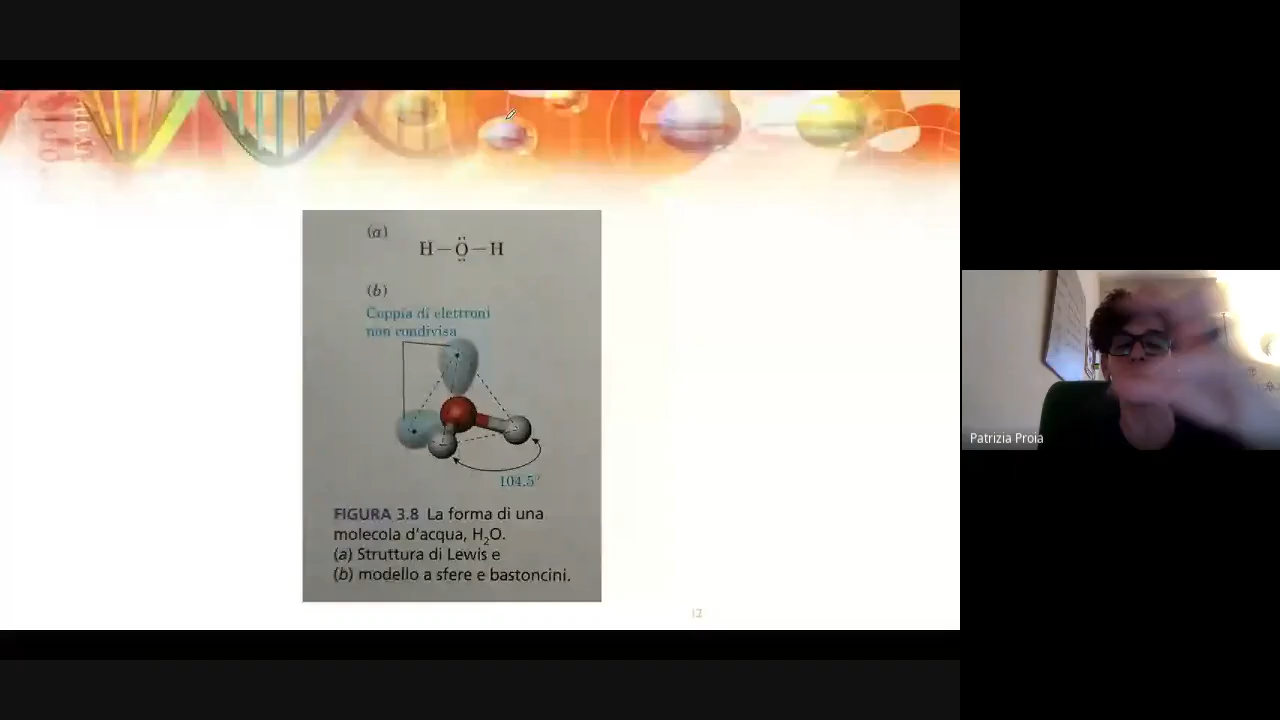 (a)
H—Ö—H
(b)
Coppia di elettroni
non condivisa
104.5°
FIGURA 3.8 La forma di una
molecola d'acqua, H₂O.
(a) Struttura di Lewis e
(b) modello a sfere e bastoncini.
12
Patrizia Proia